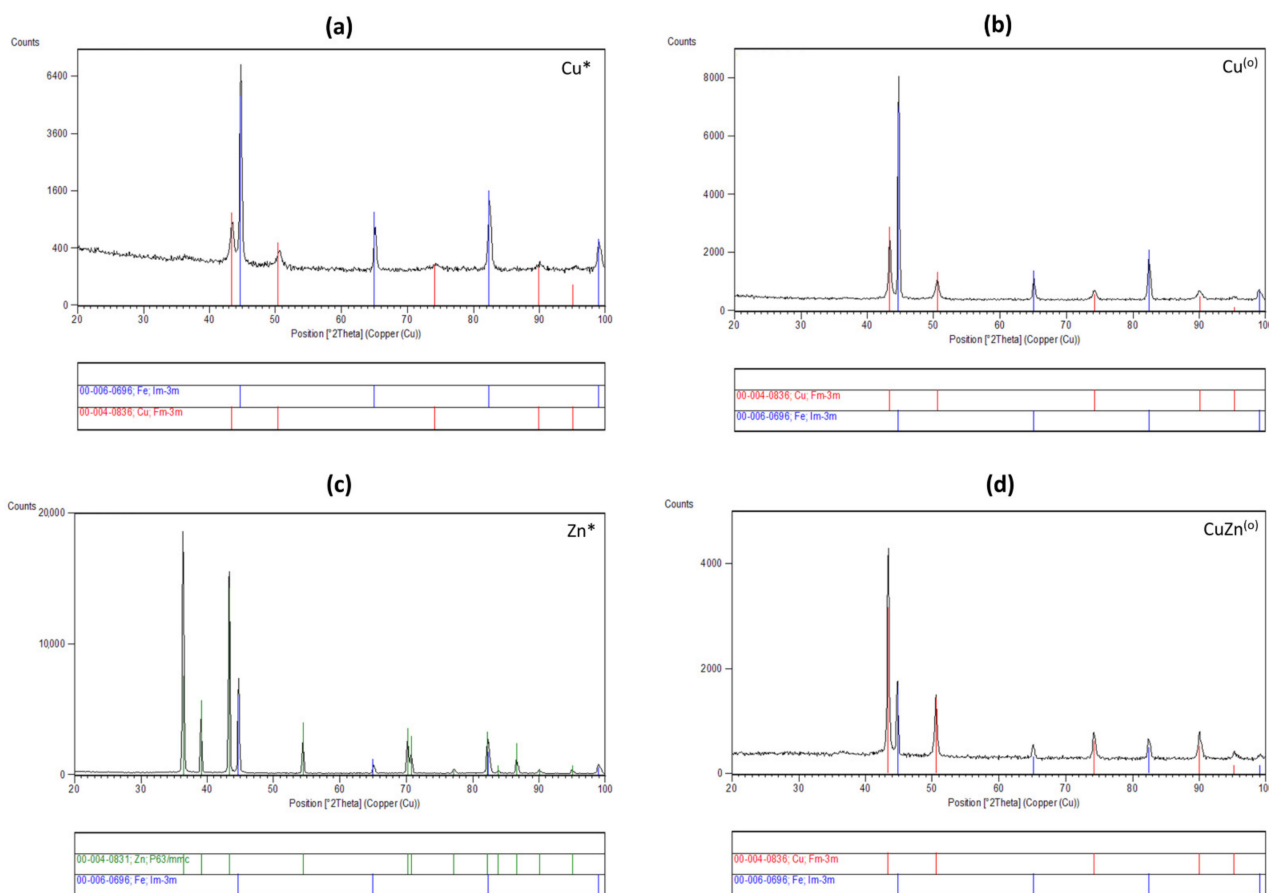 (a)
Counts
Cu*
6400
3600
1600
400
0
20 30 40 50 60 70 80 90 100
Position [°2Theta] (Copper (Cu))
00-006-0696; Fe; Im-3m
00-004-0836; Cu; Fm-3m
(b)
Counts
Cu(o)
8000
6000
4000
2000
0
20 30 40 50 60 70 80 90 100
Position [°2Theta] (Copper (Cu))
00-004-0836; Cu; Fm-3m
00-006-0696; Fe; Im-3m
(c)
Counts
Zn*
20,000
10,000
0
20 30 40 50 60 70 80 90 100
Position [°2Theta] (Copper (Cu))
00-004-0831; Zn; P63/mmc
00-006-0696; Fe; Im-3m
(d)
Counts
CuZn(o)
4000
2000
0
20 30 40 50 60 70 80 90 100
Position [°2Theta] (Copper (Cu))
00-004-0836; Cu; Fm-3m
00-006-0696; Fe; Im-3m